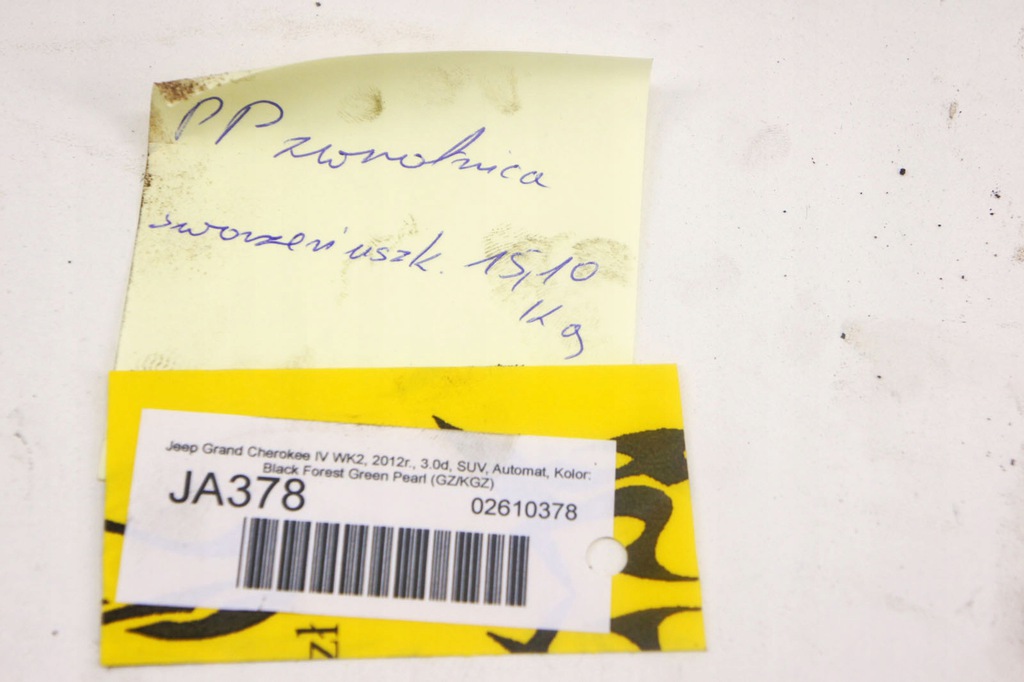 PP zwrotnica
sworzeń uszk. 15,10
kg
Jeep Grand Cherokee IV WK2, 2012r., 3.0d, SUV, Automat, Kolor:
Black Forest Green Pearl (GZ/KGZ)
JA378
02610378
zł